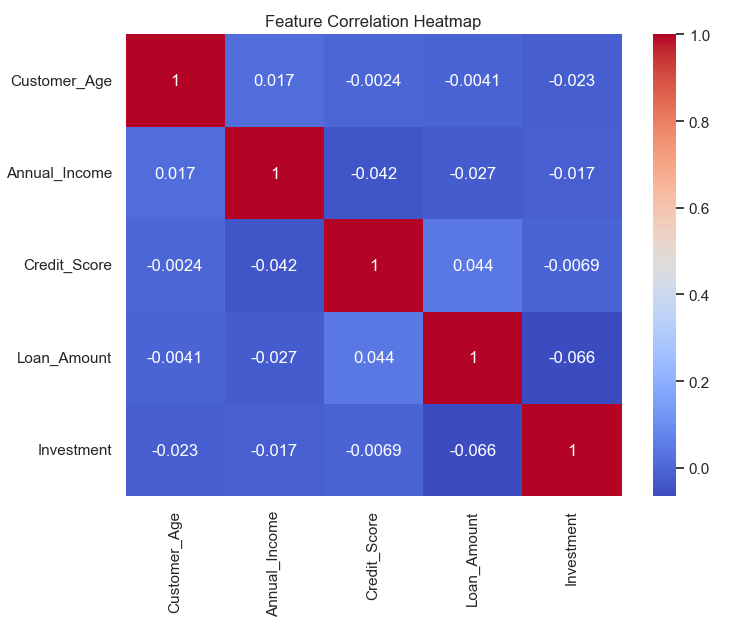 Feature Correlation Heatmap
Customer_Age 1 0.017 -0.0024 -0.0041 -0.023
Annual_Income 0.017 1 -0.042 -0.027 -0.017
Credit_Score -0.0024 -0.042 1 0.044 -0.0069
Loan_Amount -0.0041 -0.027 0.044 1 -0.066
Investment -0.023 -0.017 -0.0069 -0.066 1
Customer_Age
Annual_Income
Credit_Score
Loan_Amount
Investment
1.0
0.8
0.6
0.4
0.2
0.0